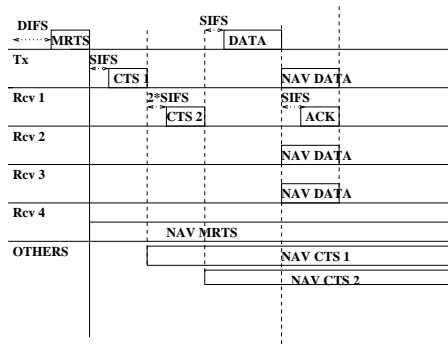 DIFS SIFS
MRTS DATA
Tx SIFS
CTS 1 NAV DATA
Rcv 1 2*SIFS SIFS
CTS 2 ACK
Rcv 2
NAV DATA
Rcv 3
NAV DATA
Rcv 4
NAV MRTS
OTHERS NAV CTS 1
NAV CTS 2